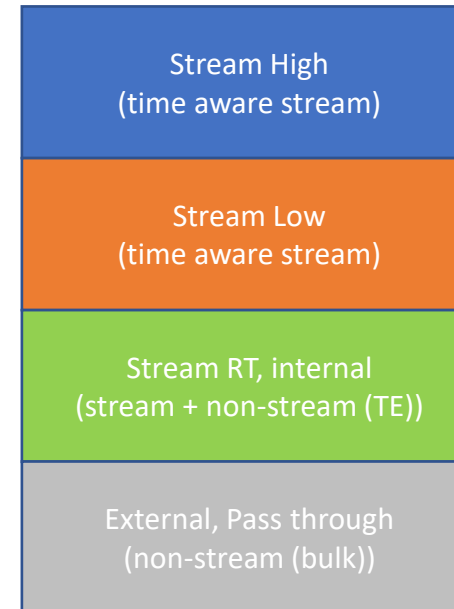 Stream High
(time aware stream)
Stream Low
(time aware stream)
Stream RT, internal
(stream + non-stream (TE))
External, Pass through
(non-stream (bulk))